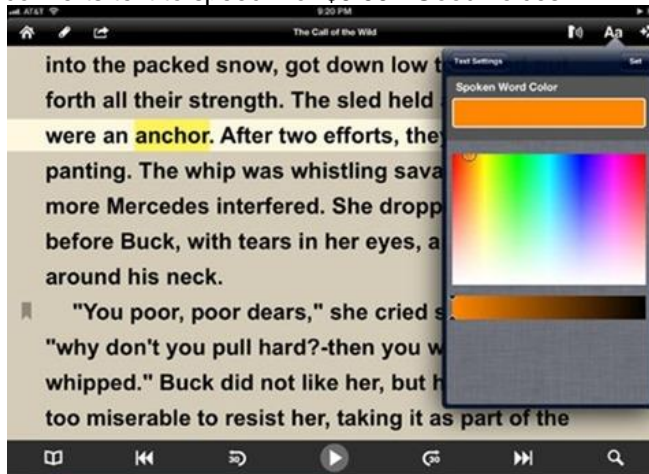 AT&T
9:20 PM
The Call of the Wild
Aa
into the packed snow, got down low t
Text Settings
Set
forth all their strength. The sled held
Spoken Word Color
were an anchor. After two efforts, they
panting. The whip was whistling sava
more Mercedes interfered. She dropp
before Buck, with tears in her eyes, a
around his neck.
"You poor, poor dears," she cried s
"why don't you pull hard?-then you w
whipped." Buck did not like her, but h
too miserable to resist her, taking it as part of the
30
30